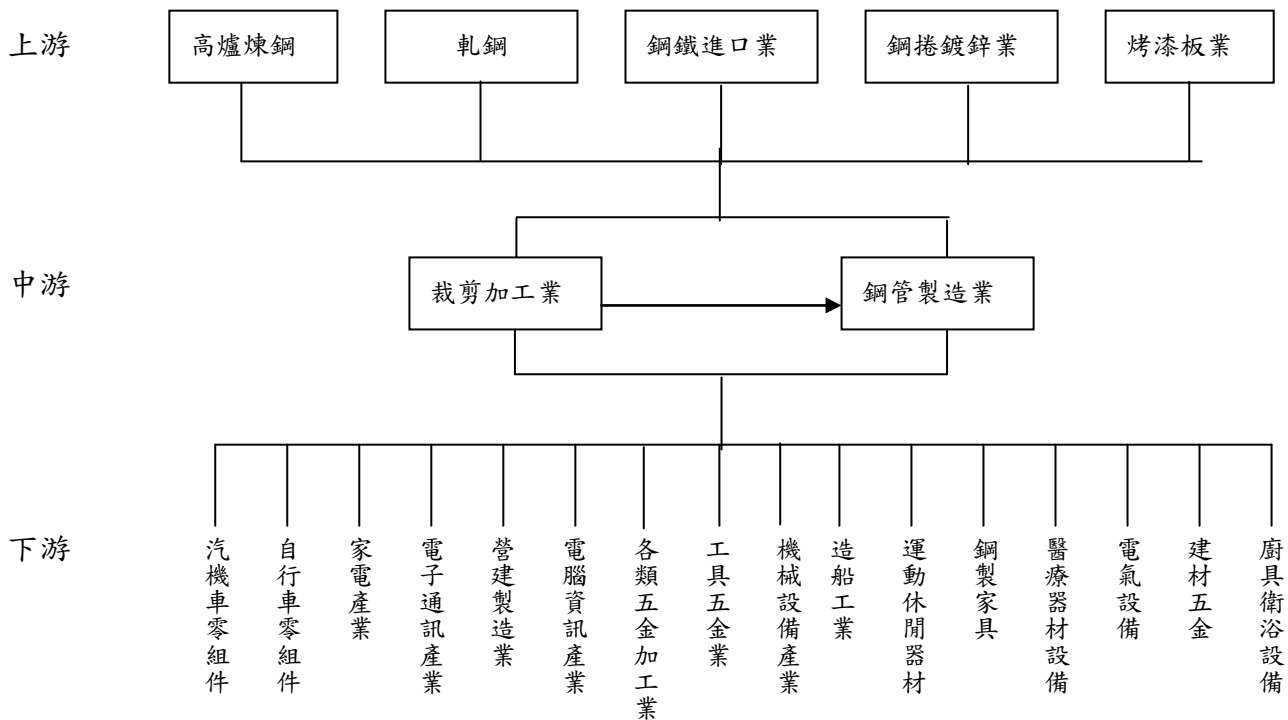 上游
高爐煉鋼
軋鋼
鋼鐵進口業
鋼捲鍍鋅業
烤漆板業
中游
裁剪加工業
鋼管製造業
下游
汽機車零組件
自行車零組件
家電產業
電子通訊產業
營建製造業
電腦資訊產業
各類五金加工業
工具五金業
機械設備產業
造船工業
運動休閒器材
鋼製家具
醫療器材設備
電氣設備
建材五金
廚具衛浴設備